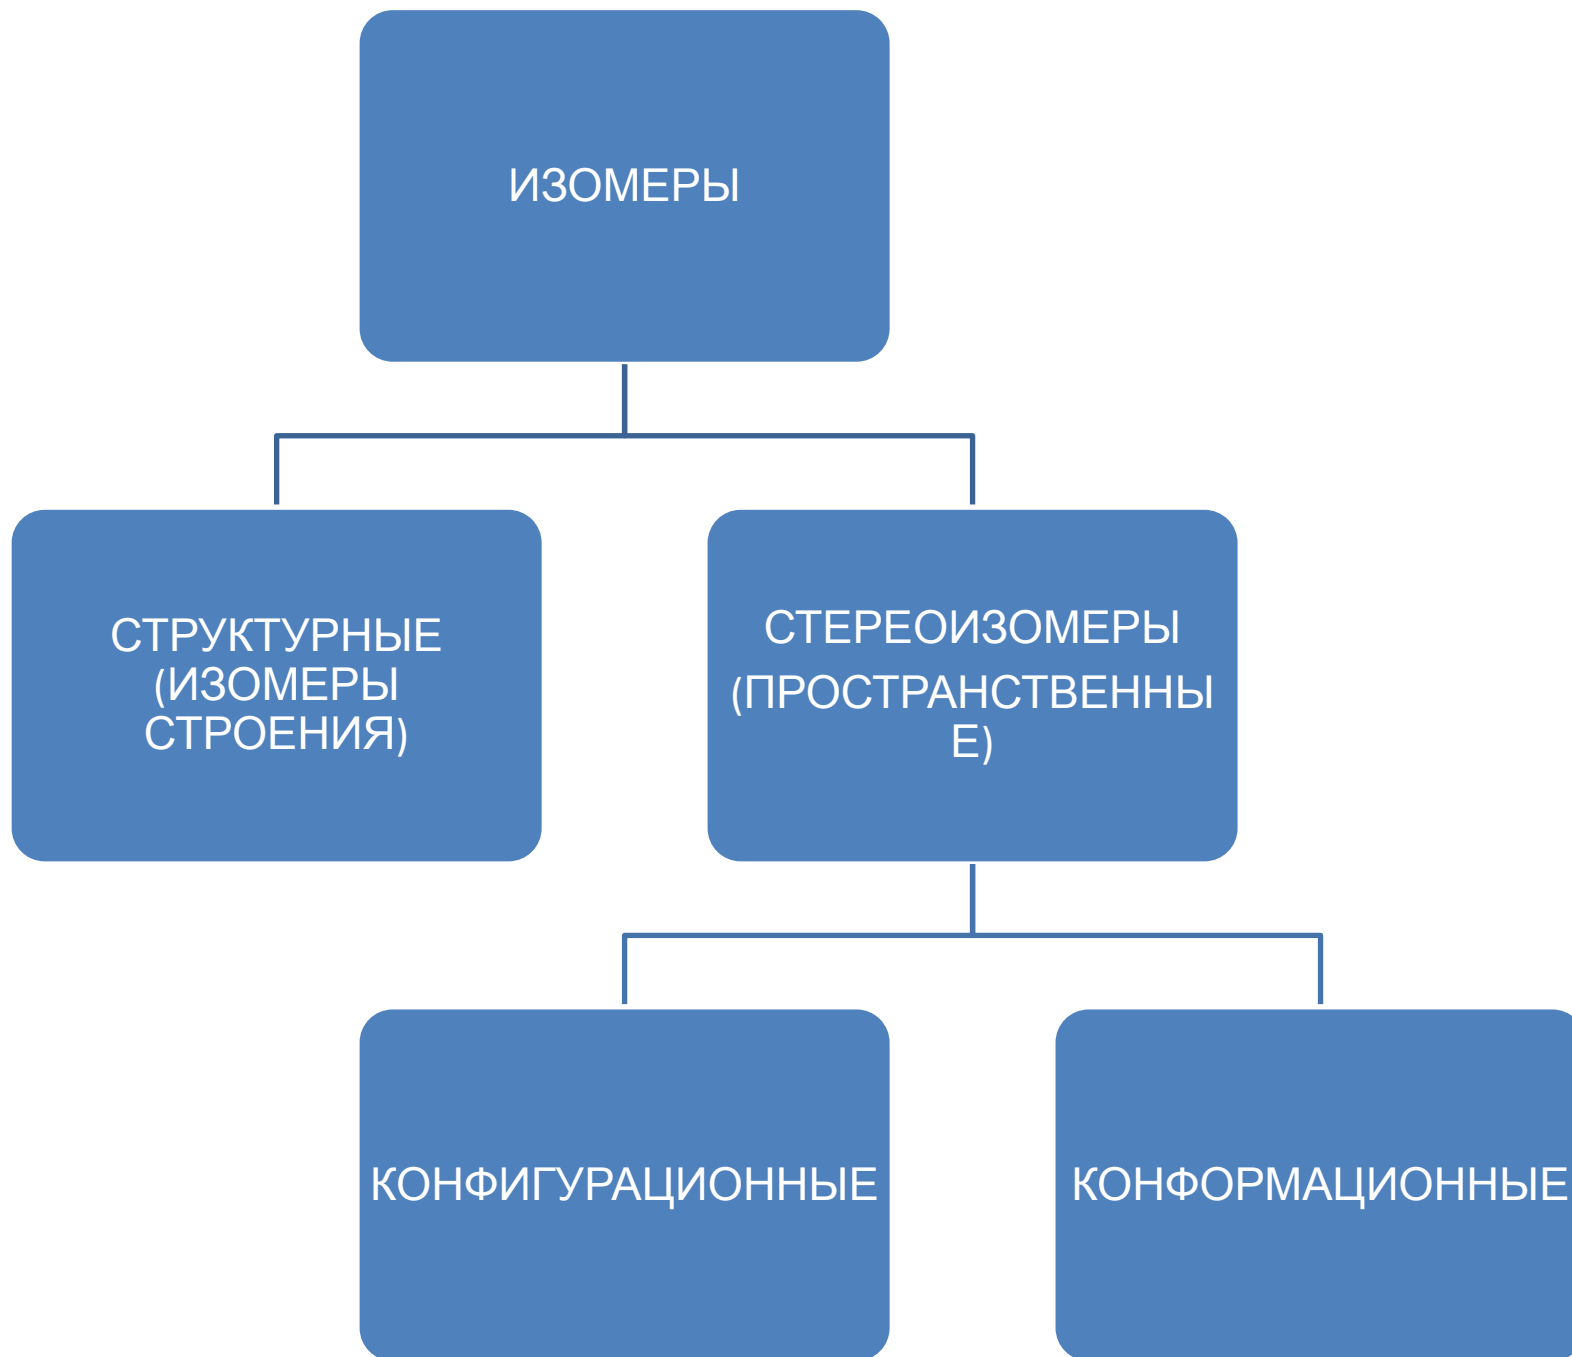 ИЗОМЕРЫ
СТРУКТУРНЫЕ
(ИЗОМЕРЫ
СТРОЕНИЯ)
СТЕРЕОИЗОМЕРЫ
(ПРОСТРАНСТВЕННЫ
Е)
КОНФИГУРАЦИОННЫЕ
КОНФОРМАЦИОННЫЕ